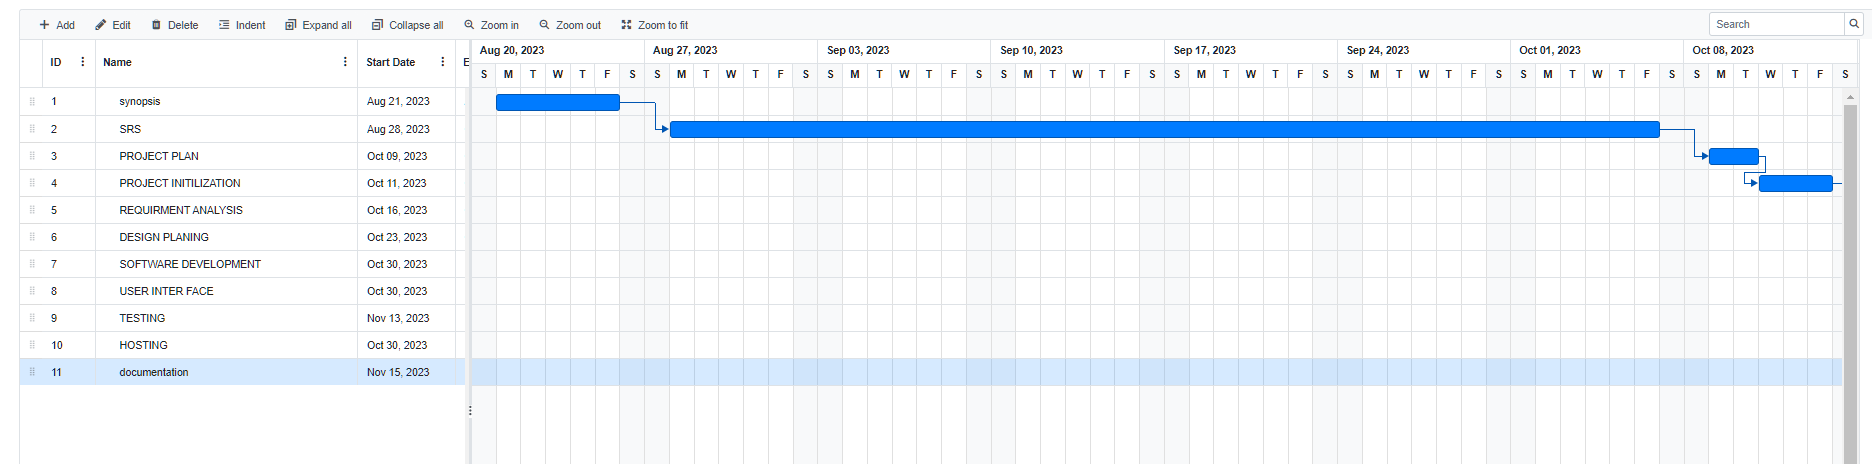 Add Edit Delete Indent Expand all Collapse all Zoom in Zoom out Zoom to fit Search
ID Name Start Date E
Aug 20, 2023 Aug 27, 2023 Sep 03, 2023 Sep 10, 2023 Sep 17, 2023 Sep 24, 2023 Oct 01, 2023 Oct 08, 2023
S M T W T F S S M T W T F S S M T W T F S S M T W T F S S M T W T F S S M T W T F S S M T W T F S S M T W T F S
1 synopsis Aug 21, 2023
2 SRS Aug 28, 2023
3 PROJECT PLAN Oct 09, 2023
4 PROJECT INITILIZATION Oct 11, 2023
5 REQUIRMENT ANALYSIS Oct 16, 2023
6 DESIGN PLANING Oct 23, 2023
7 SOFTWARE DEVELOPMENT Oct 30, 2023
8 USER INTER FACE Oct 30, 2023
9 TESTING Nov 13, 2023
10 HOSTING Oct 30, 2023
11 documentation Nov 15, 2023